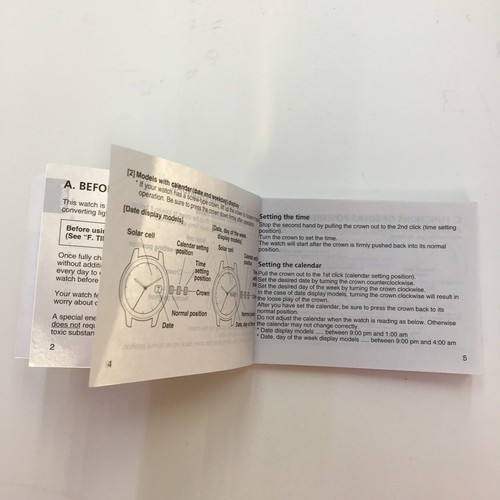 A. BEFO
This watch is
converting lig
Before usin
(See "F. TI
Once fully ch
without additi
every day to
watch before
Your watch fe
worry about
A special ene
does not requ
toxic substan
2
[2] Models with calendar (date and weekday) display
* If your watch has a screw-type crown,
operation. Be sure to press the crown down firmly after
[Date display models]
[Date, day of the
week display models]
Solar cell
Solar cell
Calendar setting
position
Time
setting
position
Crown
Normal position
Date
Normal
4
Setting the time
Stop the second hand by pulling the crown out to the 2nd click (time setting
position).
Turn the crown to set the time.
The watch will start after the crown is firmly pushed back into its normal
position.
Setting the calendar
Pull the crown out to the 1st click (calendar setting position).
Set the desired date by turning the crown counterclockwise.
Set the desired day of the week by turning the crown clockwise.
in the case of date display models, turning the crown clockwise will result in
the loose play of the crown.
After you have set the calendar, be sure to press the crown back to its
normal position.
Do not adjust the calendar when the watch is reading as below. Otherwise
the calendar may not change correctly.
* Date display models ..... between 9:00 pm and 1:00 am
* Date, day of the week display models ..... between 9:00 pm and 4:00 am
5